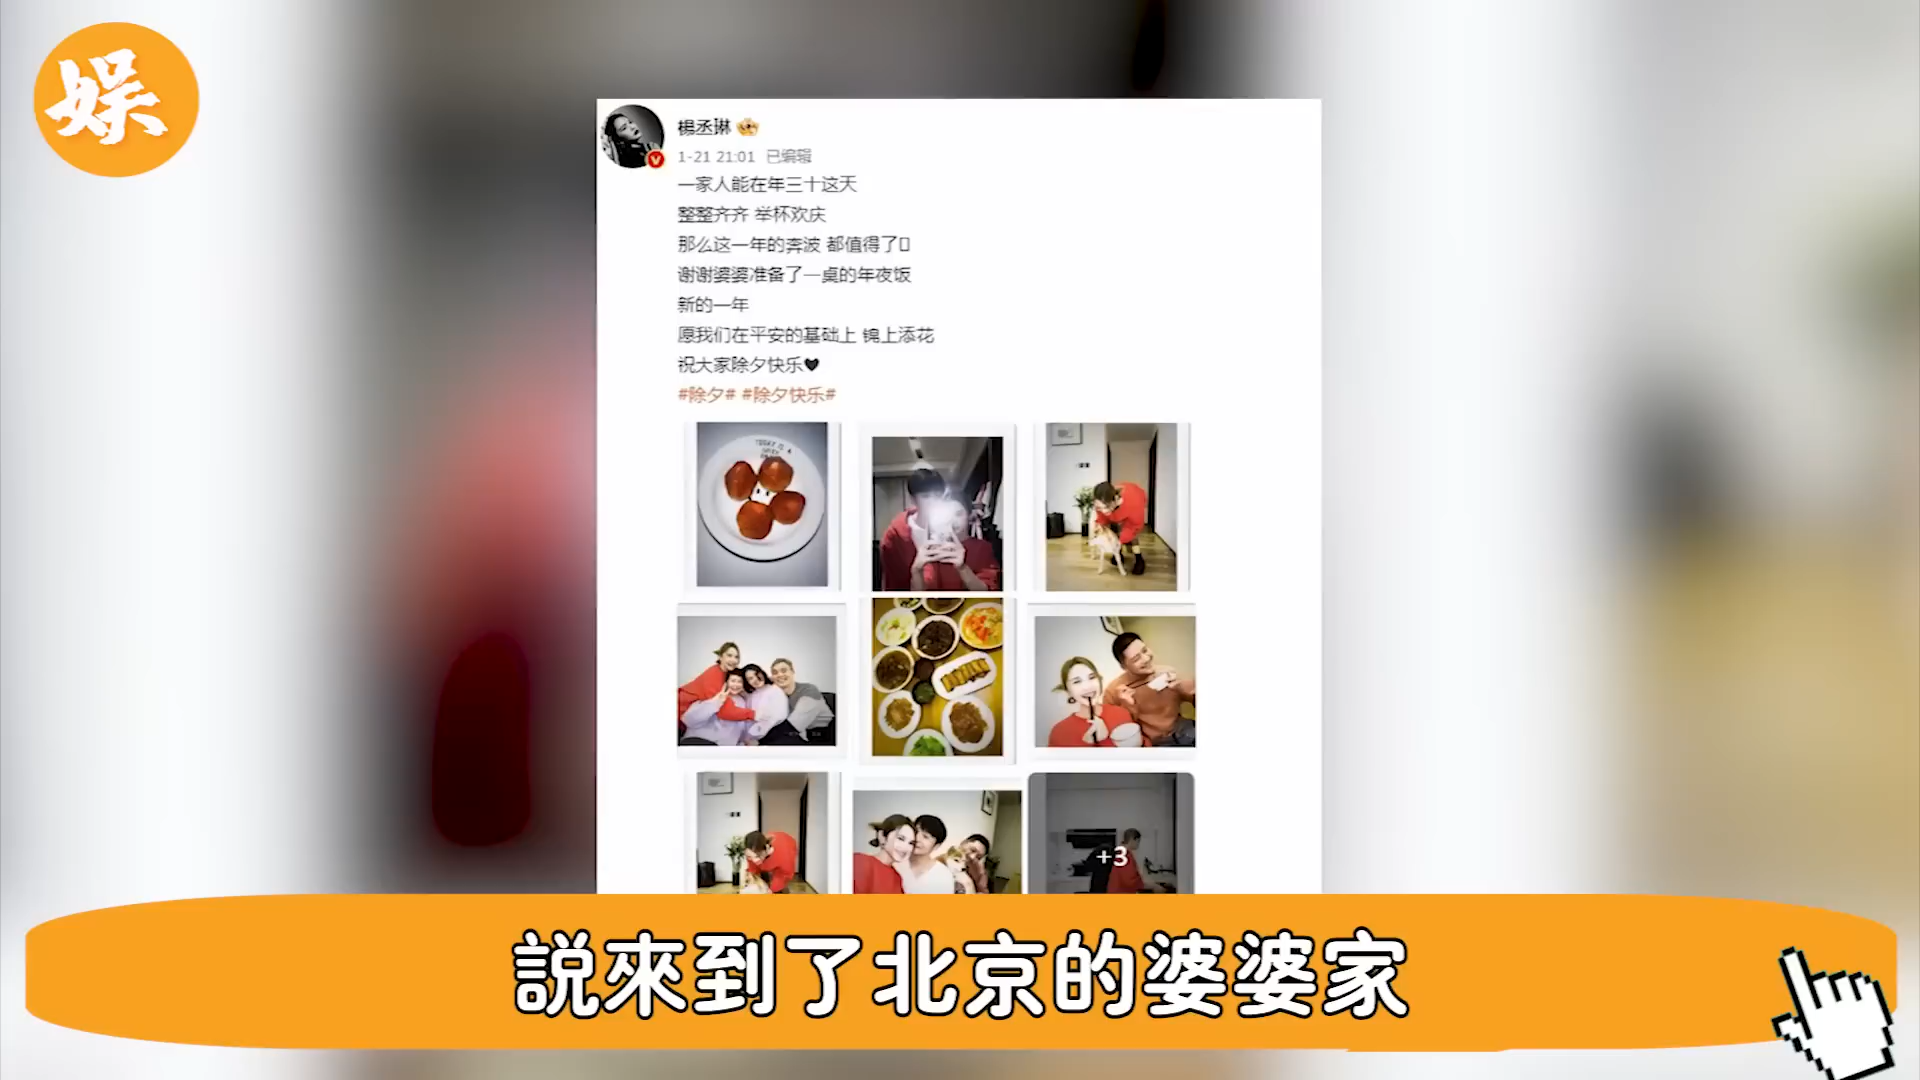 娱
楊丞琳
1-21 21:01 已编辑
一家人能在年三十这天
整整齐齐 举杯欢庆
那么这一年的奔波 都值得了
谢谢婆婆准备了一桌的年夜饭
新的一年
愿我们在平安的基础上 锦上添花
祝大家除夕快乐🖤
#除夕# #除夕快乐#
TODAY IS A
+3
説來到了北京的婆婆家